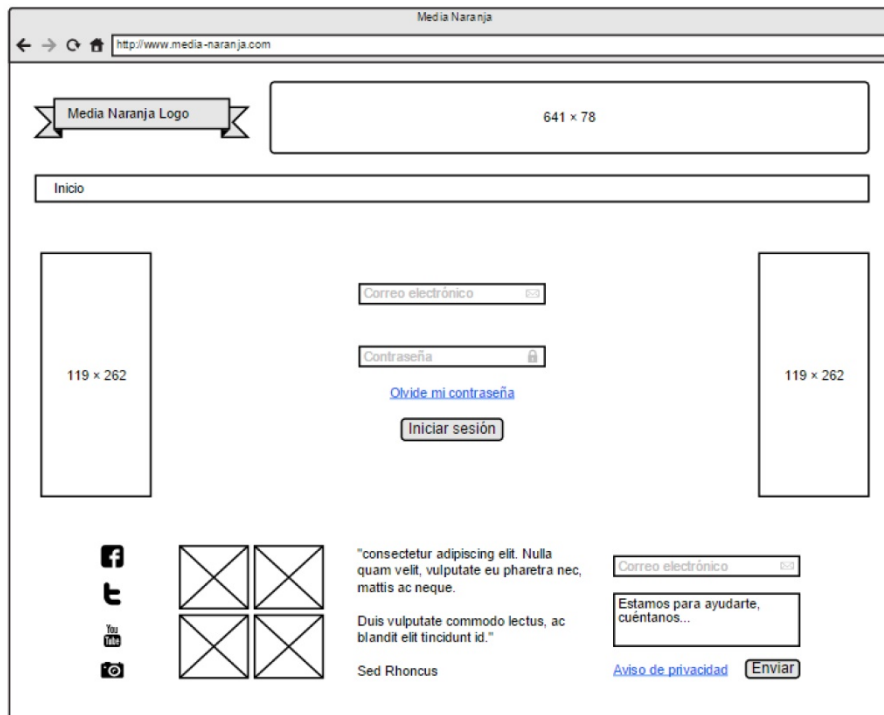 Media Naranja
http://www.media-naranja.com
Media Naranja Logo
641 × 78
Inicio
119 × 262
Correo electrónico
Contraseña
Olvide mi contraseña
Iniciar sesión
119 × 262
You
Tube
"consectetur adipiscing elit. Nulla
quam velit, vulputate eu pharetra nec,
mattis ac neque.
Duis vulputate commodo lectus, ac
blandit elit tincidunt id."
Sed Rhoncus
Correo electrónico
Estamos para ayudarte,
cuéntanos...
Aviso de privacidad
Enviar